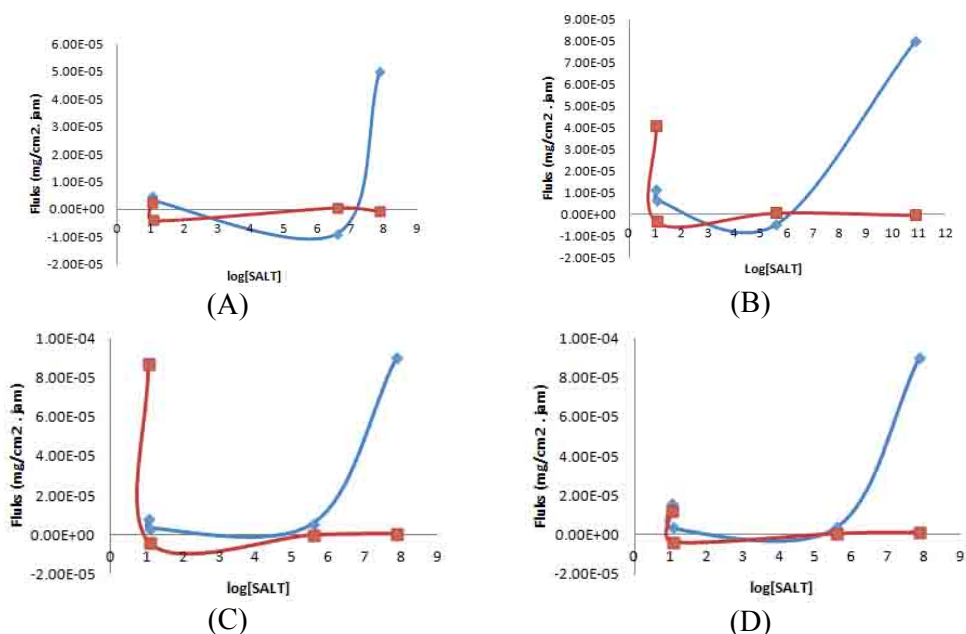 6.00E-05
5.00E-05
4.00E-05
3.00E-05
2.00E-05
1.00E-05
0.00E+00
-1.00E-05
-2.00E-05
0 1 2 3 4 5 6 7 8 9
Fluks (mg/cm2. jam)
log[SALT]
(A)
9.00E-05
8.00E-05
7.00E-05
6.00E-05
5.00E-05
4.00E-05
3.00E-05
2.00E-05
1.00E-05
0.00E+00
-1.00E-05
-2.00E-05
0 1 2 3 4 5 6 7 8 9 10 11 12
Fluks (mg/cm2 . jam)
Log[SALT]
(B)
1.00E-04
8.00E-05
6.00E-05
4.00E-05
2.00E-05
0.00E+00
-2.00E-05
0 1 2 3 4 5 6 7 8 9
Fluks (mg/cm2 . jam)
log[SALT]
(C)
1.00E-04
8.00E-05
6.00E-05
4.00E-05
2.00E-05
0.00E+00
-2.00E-05
0 1 2 3 4 5 6 7 8 9
Fluks (mg/cm2 . jam)
log[SALT]
(D)